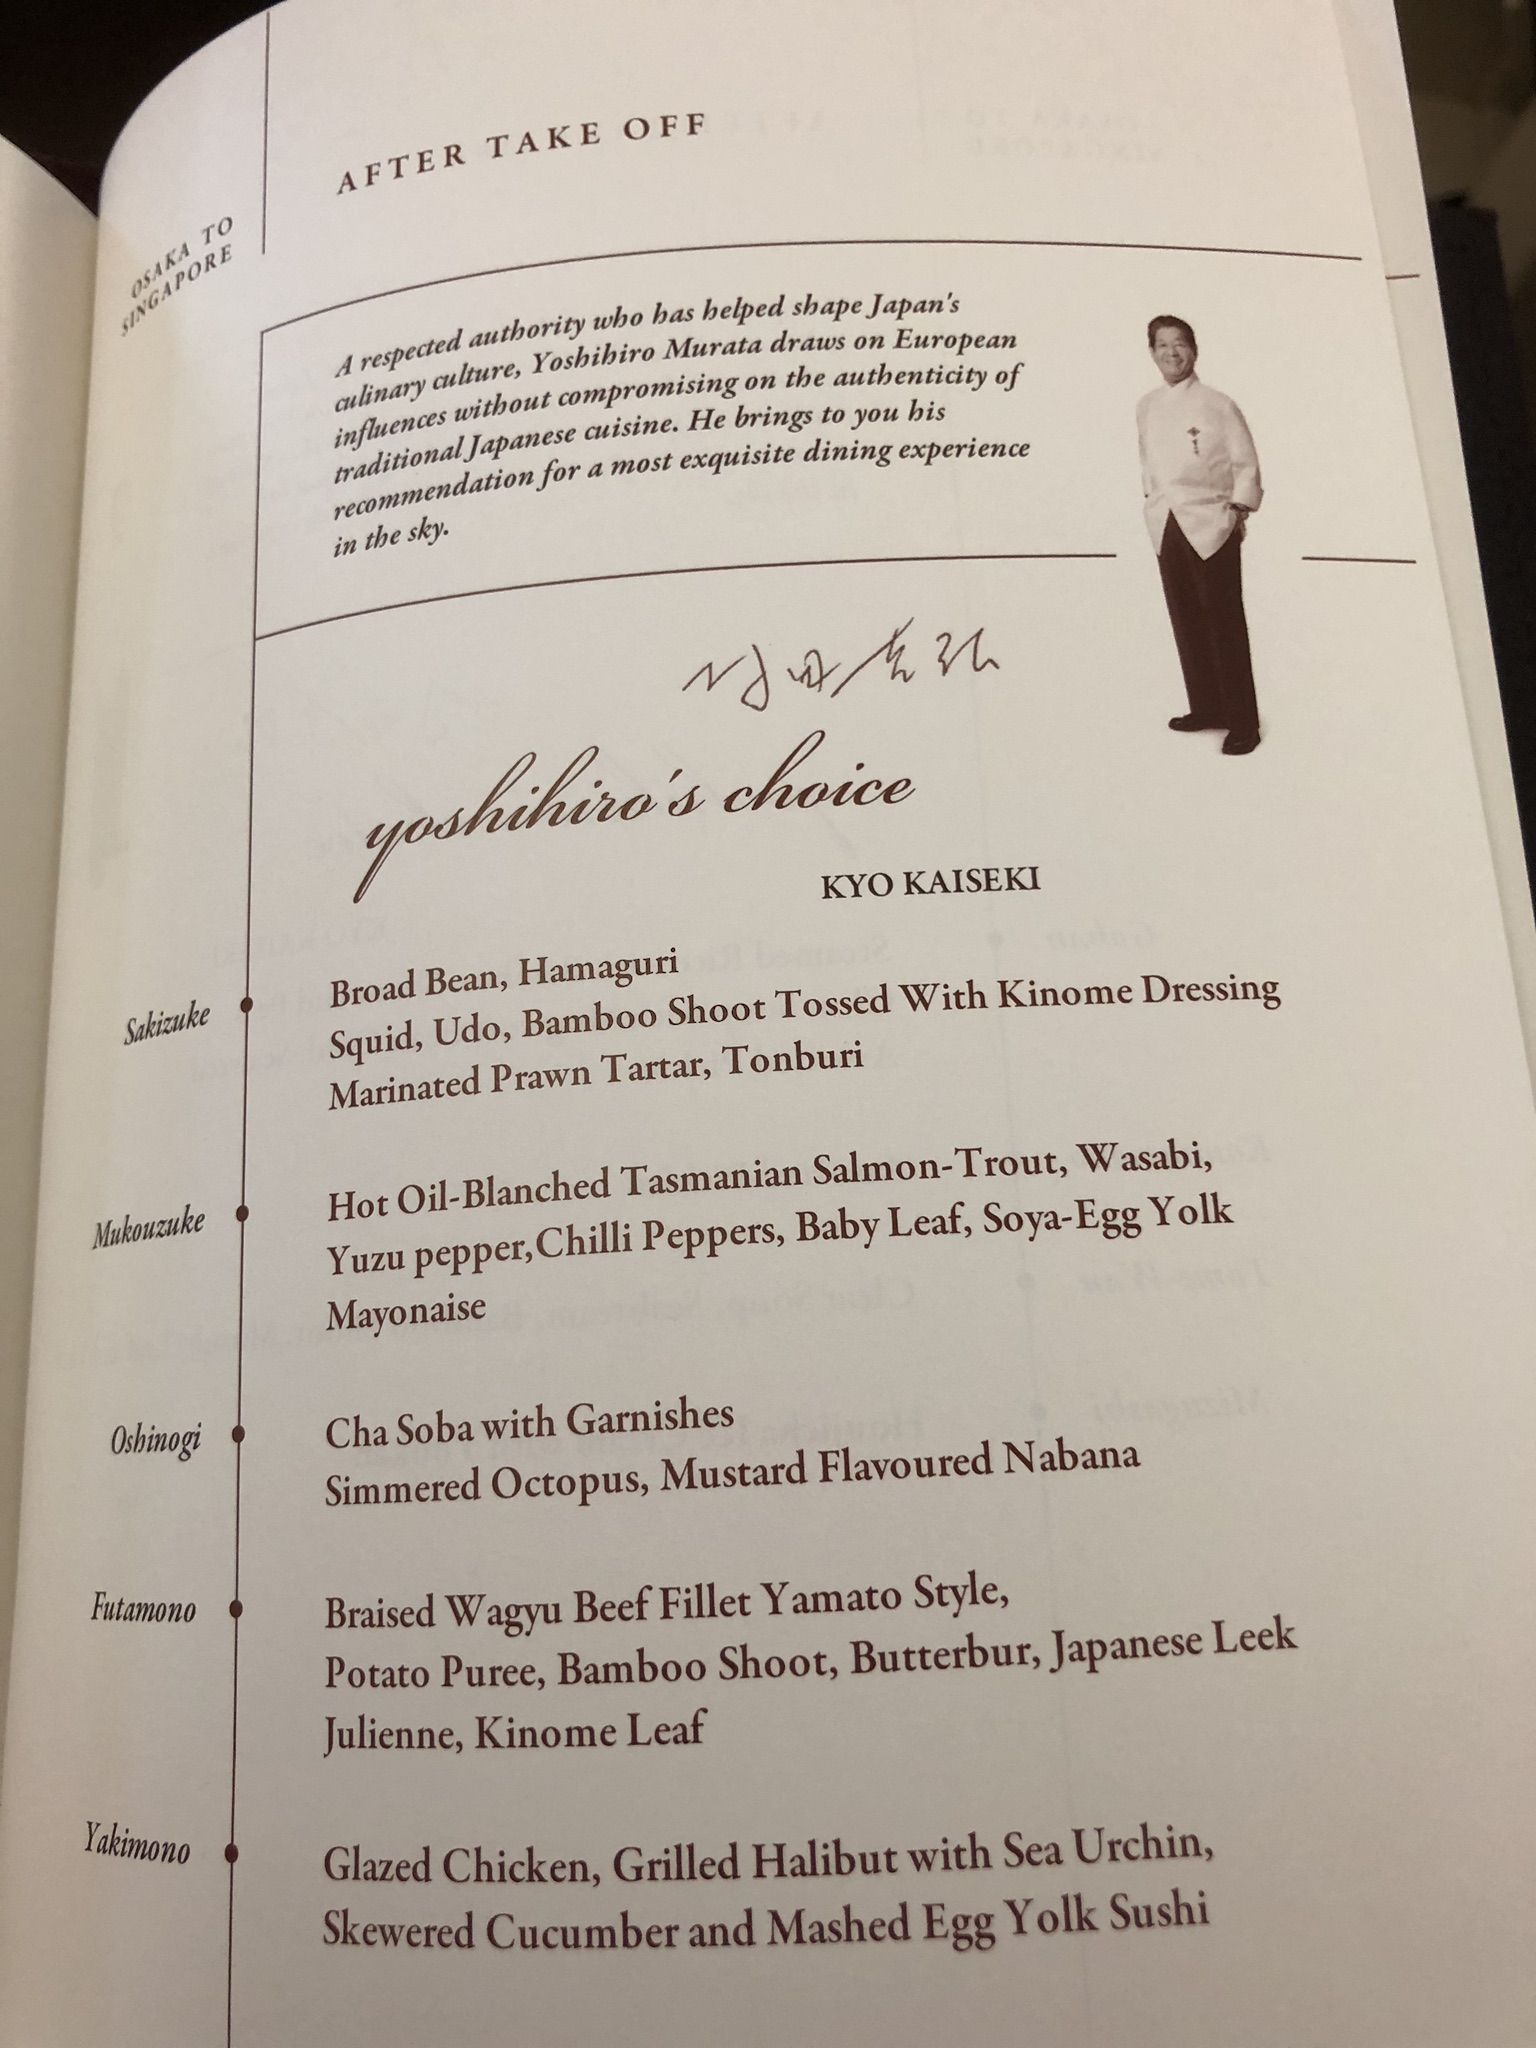 AFTER TAKE OFF
OSAKA TO
SINGAPORE
A respected authority who has helped shape Japan's
culinary culture, Yoshihiro Murata draws on European
influences without compromising on the authenticity of
traditional Japanese cuisine. He brings to you his
recommendation for a most exquisite dining experience
in the sky.
yoshihiro's choice
KYO KAISEKI
Sakizuke
Broad Bean, Hamaguri
Squid, Udo, Bamboo Shoot Tossed With Kinome Dressing
Marinated Prawn Tartar, Tonburi
Mukouzuke
Hot Oil-Blanched Tasmanian Salmon-Trout, Wasabi,
Yuzu pepper,Chilli Peppers, Baby Leaf, Soya-Egg Yolk
Mayonaise
Oshinogi
Cha Soba with Garnishes
Simmered Octopus, Mustard Flavoured Nabana
Futamono
Braised Wagyu Beef Fillet Yamato Style,
Potato Puree, Bamboo Shoot, Butterbur, Japanese Leek
Julienne, Kinome Leaf
Yakimono
Glazed Chicken, Grilled Halibut with Sea Urchin,
Skewered Cucumber and Mashed Egg Yolk Sushi